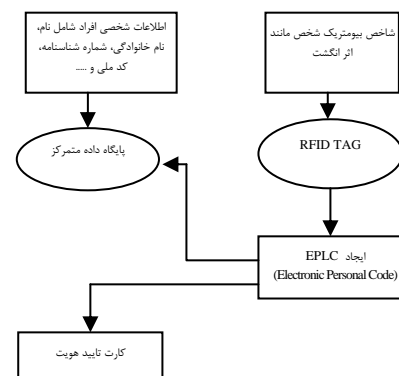 اطلاعات شخصی افراد شامل نام،
نام خانوادگی، شماره شناسنامه،
کد ملی و .....
شاخص بیومتریک شخص مانند
اثر انگشت
پایگاه داده متمرکز
RFID TAG
ایجاد EPLC
(Electronic Personal Code)
کارت تایید هویت